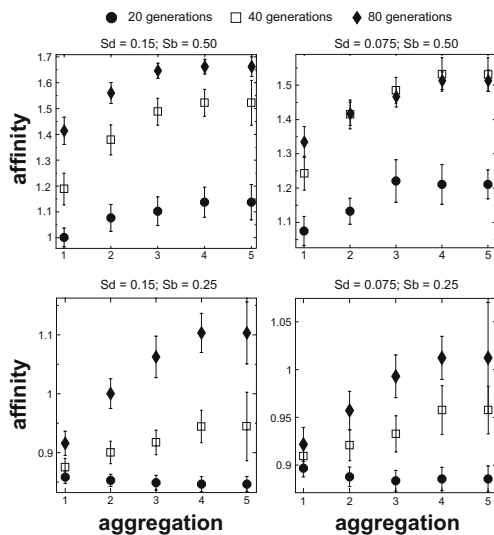 20 generations 40 generations 80 generations
Sd = 0.15; Sb = 0.50
Sd = 0.075; Sb = 0.50
affinity
1.7
1.6
1.5
1.4
1.3
1.2
1.1
1
1 2 3 4 5
1.5
1.4
1.3
1.2
1.1
1 2 3 4 5
Sd = 0.15; Sb = 0.25
Sd = 0.075; Sb = 0.25
affinity
1.1
1
0.9
1 2 3 4 5
1.05
1
0.95
0.9
1 2 3 4 5
aggregation
aggregation